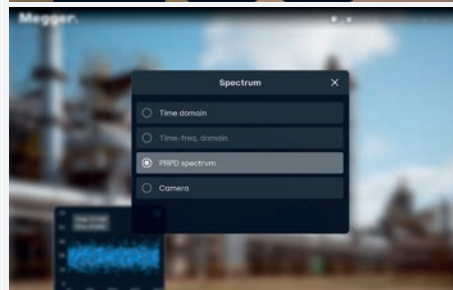 Megger.
Spectrum
Time domain
Time-freq. domain
PRPD spectrum
Camera